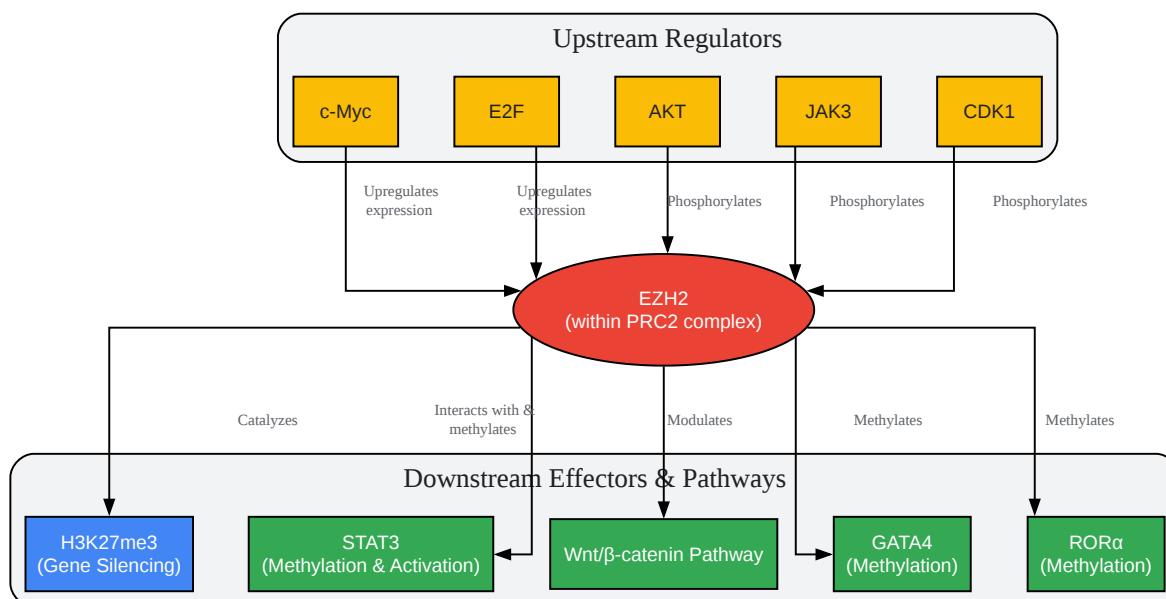 Upstream Regulators
c-Myc
E2F
AKT
JAK3
CDK1
Upregulates
expression
Upregulates
expression
Phosphorylates
Phosphorylates
Phosphorylates
EZH2
(within PRC2 complex)
Catalyzes
Interacts with &
methylates
Modulates
Methylates
Methylates
Downstream Effectors & Pathways
H3K27me3
(Gene Silencing)
STAT3
(Methylation & Activation)
Wnt/β-catenin Pathway
GATA4
(Methylation)
RORα
(Methylation)